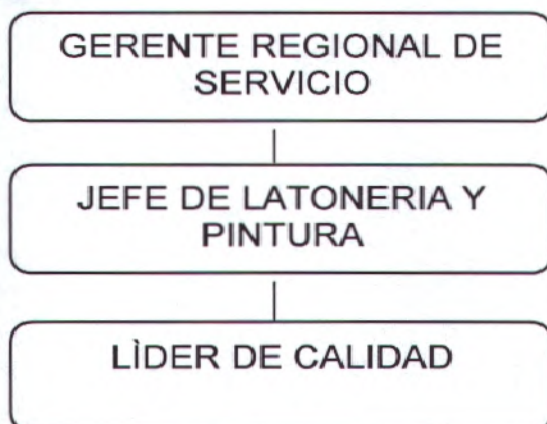 GERENTE REGIONAL DE
SERVICIO
JEFE DE LATONERIA Y
PINTURA
LÌDER DE CALIDAD